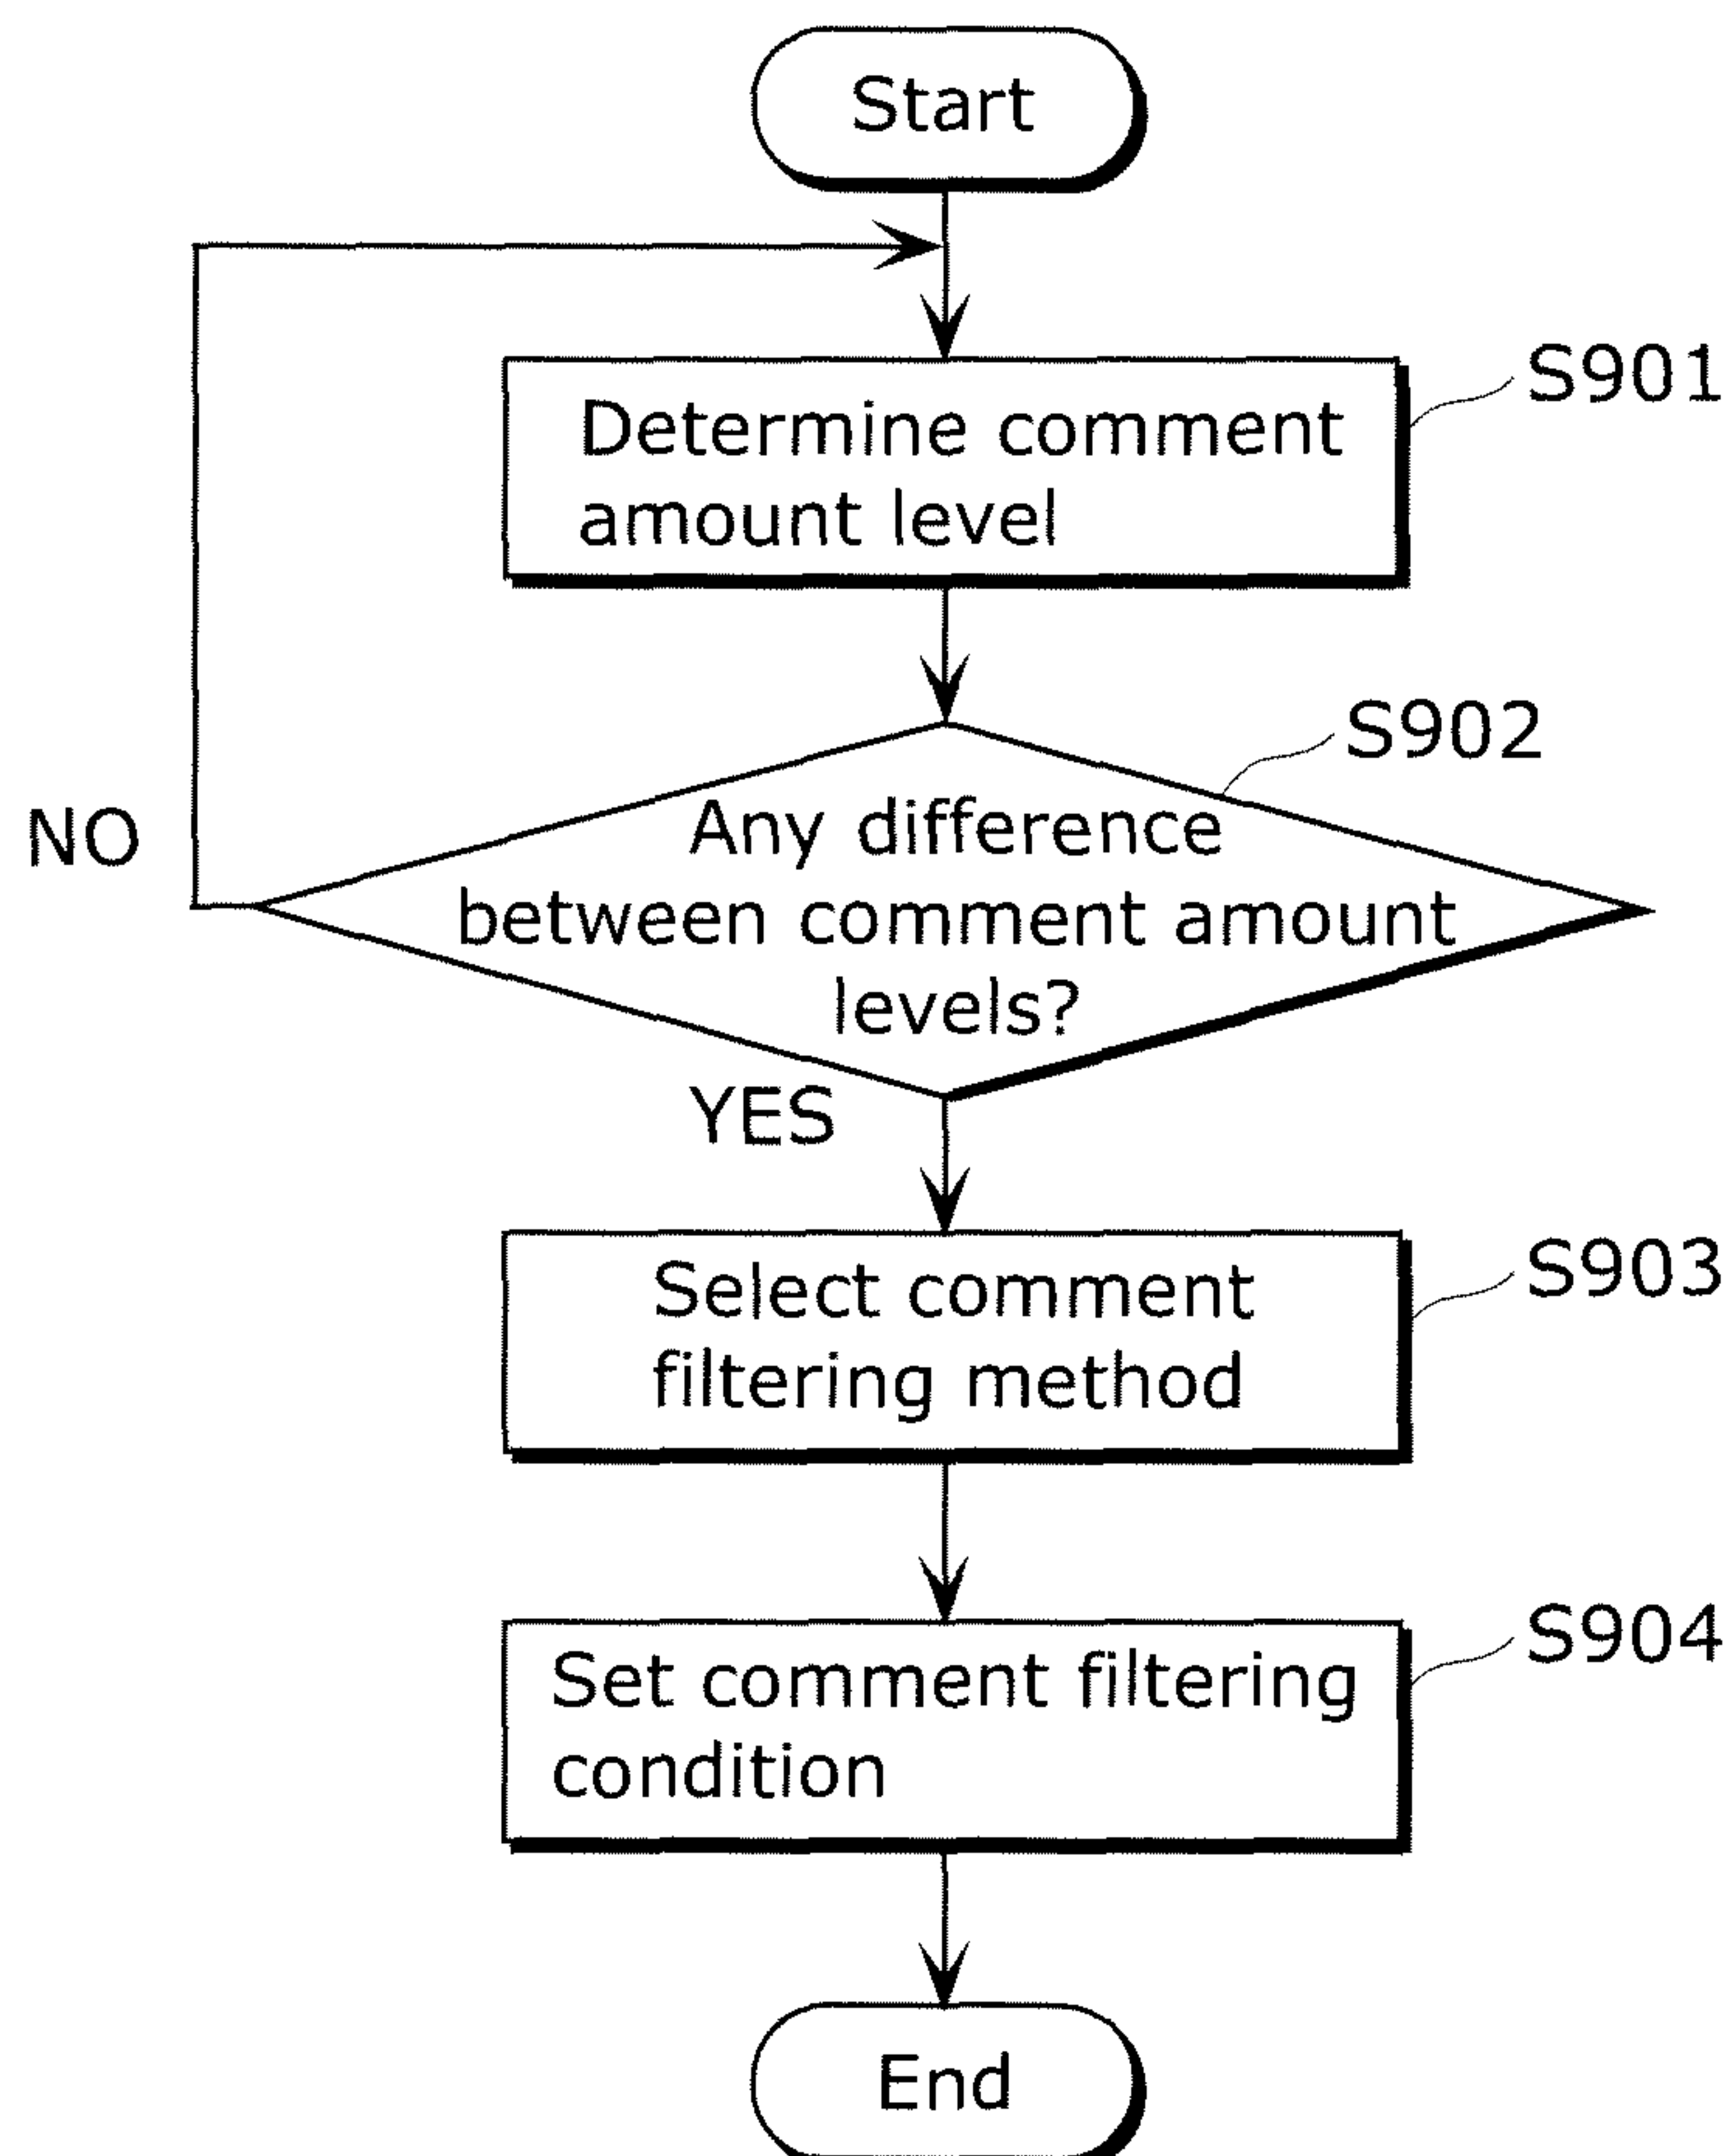 Start
S901
Determine comment
amount level
S902
Any difference
between comment amount
levels?
NO
YES
S903
Select comment
filtering method
S904
Set comment filtering
condition
End